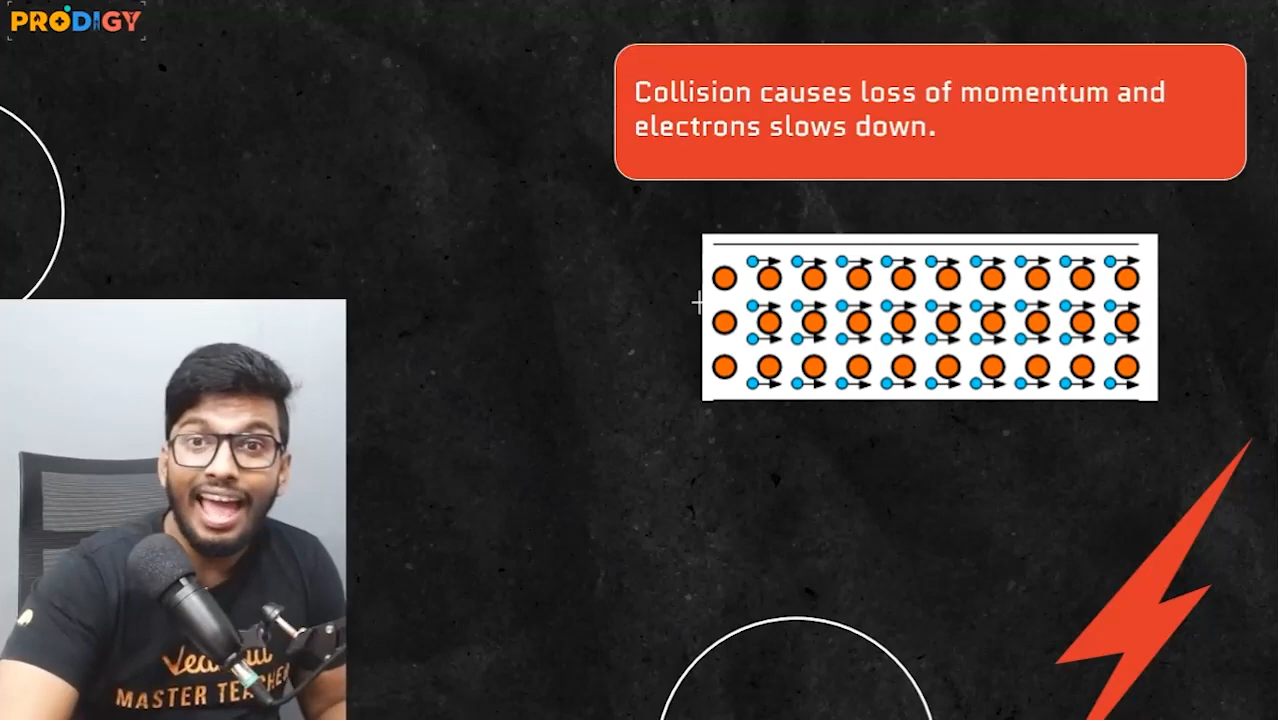 PRODIGY
Collision causes loss of momentum and
electrons slows down.
MASTER TEACHER